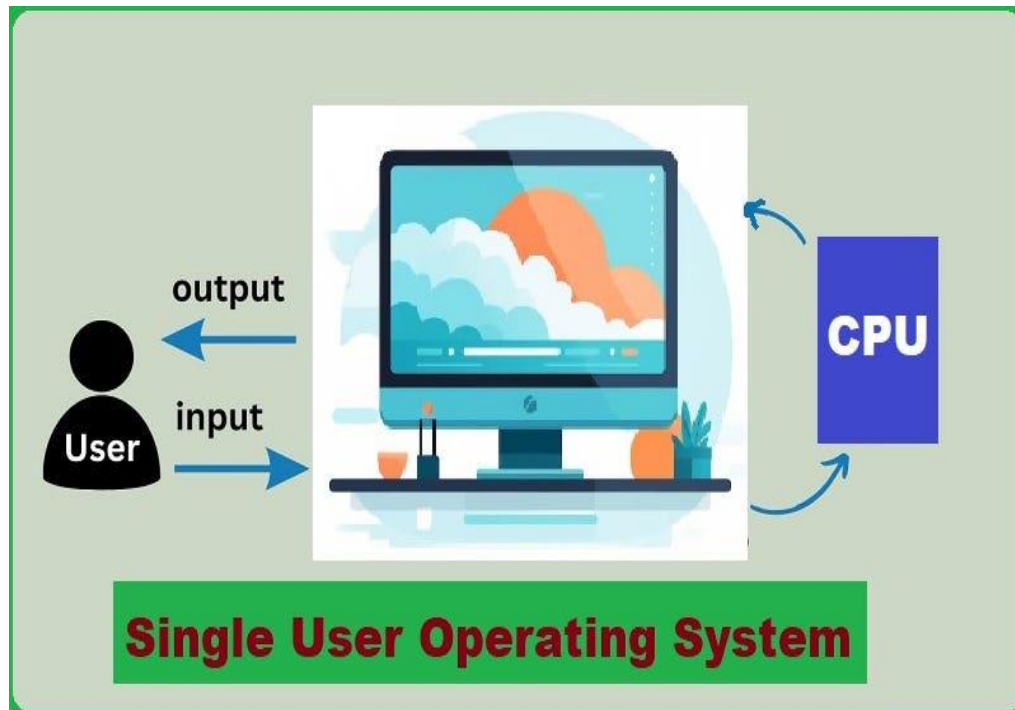 output
input
User
CPU
Single User Operating System